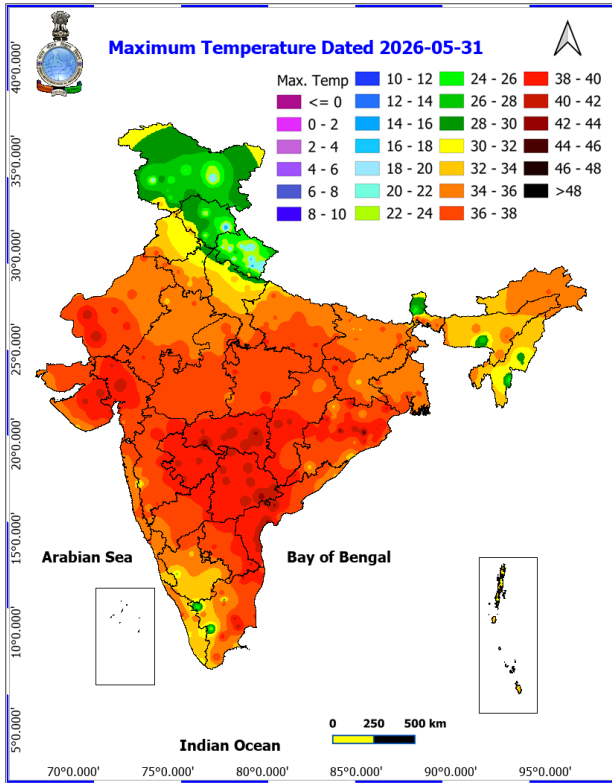 Maximum Temperature Dated 2026-05-31
Max. Temp
<= 0
0 - 2
2 - 4
4 - 6
6 - 8
8 - 10
10 - 12
12 - 14
14 - 16
16 - 18
18 - 20
20 - 22
22 - 24
24 - 26
26 - 28
28 - 30
30 - 32
32 - 34
34 - 36
36 - 38
38 - 40
40 - 42
42 - 44
44 - 46
46 - 48
>48
40°0.000'
35°0.000'
30°0.000'
25°0.000'
20°0.000'
15°0.000'
10°0.000'
5°0.000'
Arabian Sea
Bay of Bengal
Indian Ocean
0 250 500 km
70°0.000' 75°0.000' 80°0.000' 85°0.000' 90°0.000' 95°0.000'